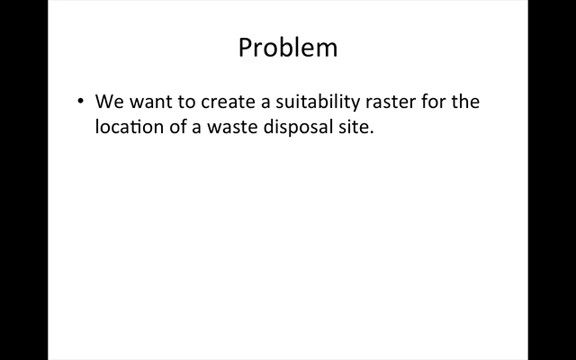 Problem
• We want to create a suitability raster for the
location of a waste disposal site.